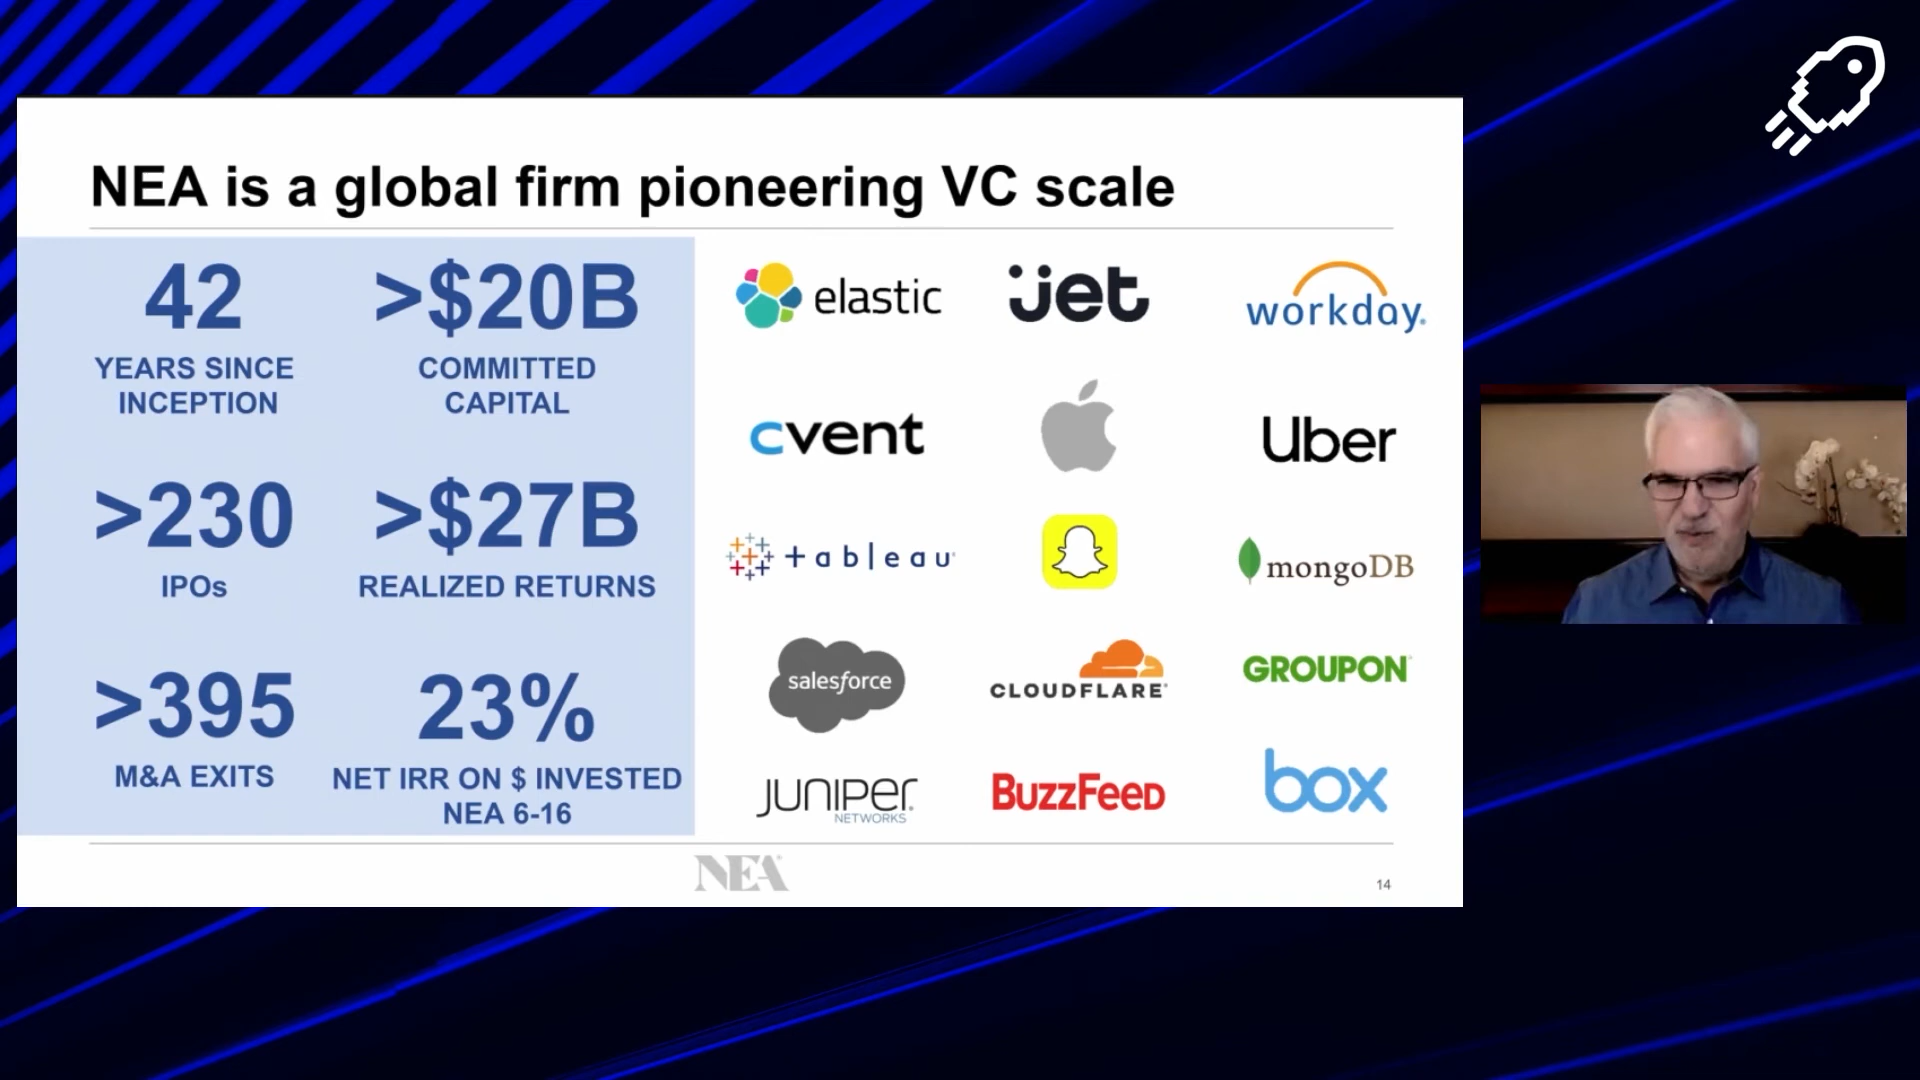 NEA is a global firm pioneering VC scale
42
YEARS SINCE
INCEPTION
>$20B
COMMITTED
CAPITAL
>230
IPOs
>$27B
REALIZED RETURNS
>395
M&A EXITS
23%
NET IRR ON $ INVESTED
NEA 6-16
elastic
jet
workday.
cvent
Uber
+ableau
mongoDB
salesforce
CLOUDFLARE
GROUPON
JUNIPEr
NETWORKS
BuzzFeed
box
NEA
14